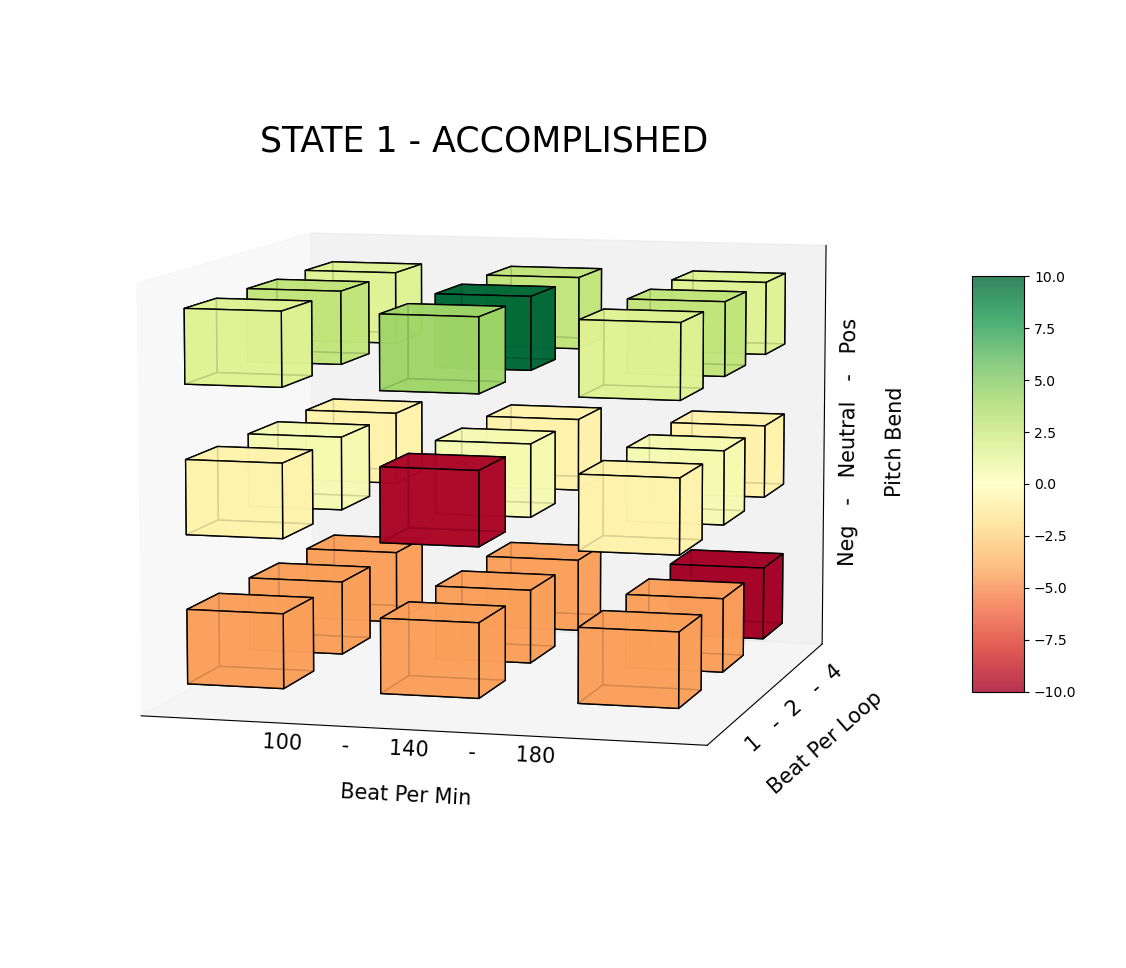 STATE 1 - ACCOMPLISHED
10.0
7.5
5.0
2.5
0.0
−2.5
−5.0
−7.5
−10.0
Neg - Neutral - Pos
Pitch Bend
100 - 140 - 180
Beat Per Min
1 - 2 - 4
Beat Per Loop